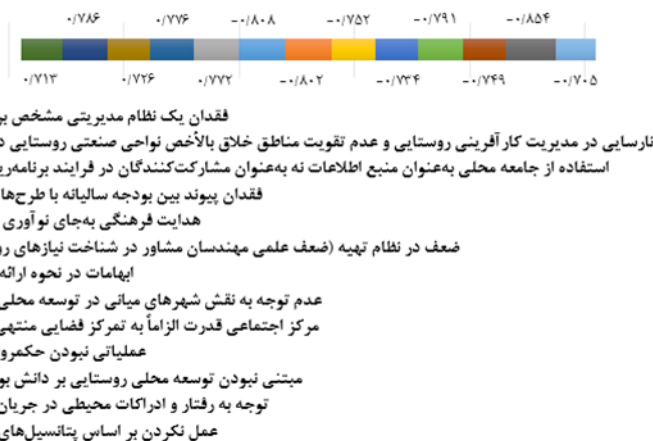 ۰/۷۸۶ ۰/۷۷۶ -۰/۸۰۸ -۰/۷۵۲ -۰/۷۹۱ -۰/۸۵۴
۰/۷۱۳ ۰/۷۲۶ ۰/۷۷۲ -۰/۸۰۲ -۰/۷۳۴ -۰/۷۴۹ -۰/۷۰۵
فقدان یک نظام مدیریتی مشخص بر
نارسایی در مدیریت کارآفرینی روستایی و عدم تقویت مناطق خلاق بالأخص نواحی صنعتی روستایی د
استفاده از جامعه محلی به‌عنوان منبع اطلاعات نه به‌عنوان مشارکت‌کنندگان در فرایند برنامه‌ری
فقدان پیوند بین بودجه سالیانه با طرح‌ها
هدایت فرهنگی به‌جای نوآوری
ضعف در نظام تهیه (ضعف علمی مهندسان مشاور در شناخت نیازهای رو
ابهامات در نحوه ارائه
عدم توجه به نقش شهرهای میانی در توسعه محلی
مرکز اجتماعی قدرت الزاماً به تمرکز فضایی منتهی
عملیاتی نبودن حکمرو
مبتنی نبودن توسعه محلی روستایی بر دانش بو
توجه به رفتار و ادراکات محیطی در جریان
عمل نکردن بر اساس پتانسیل‌های